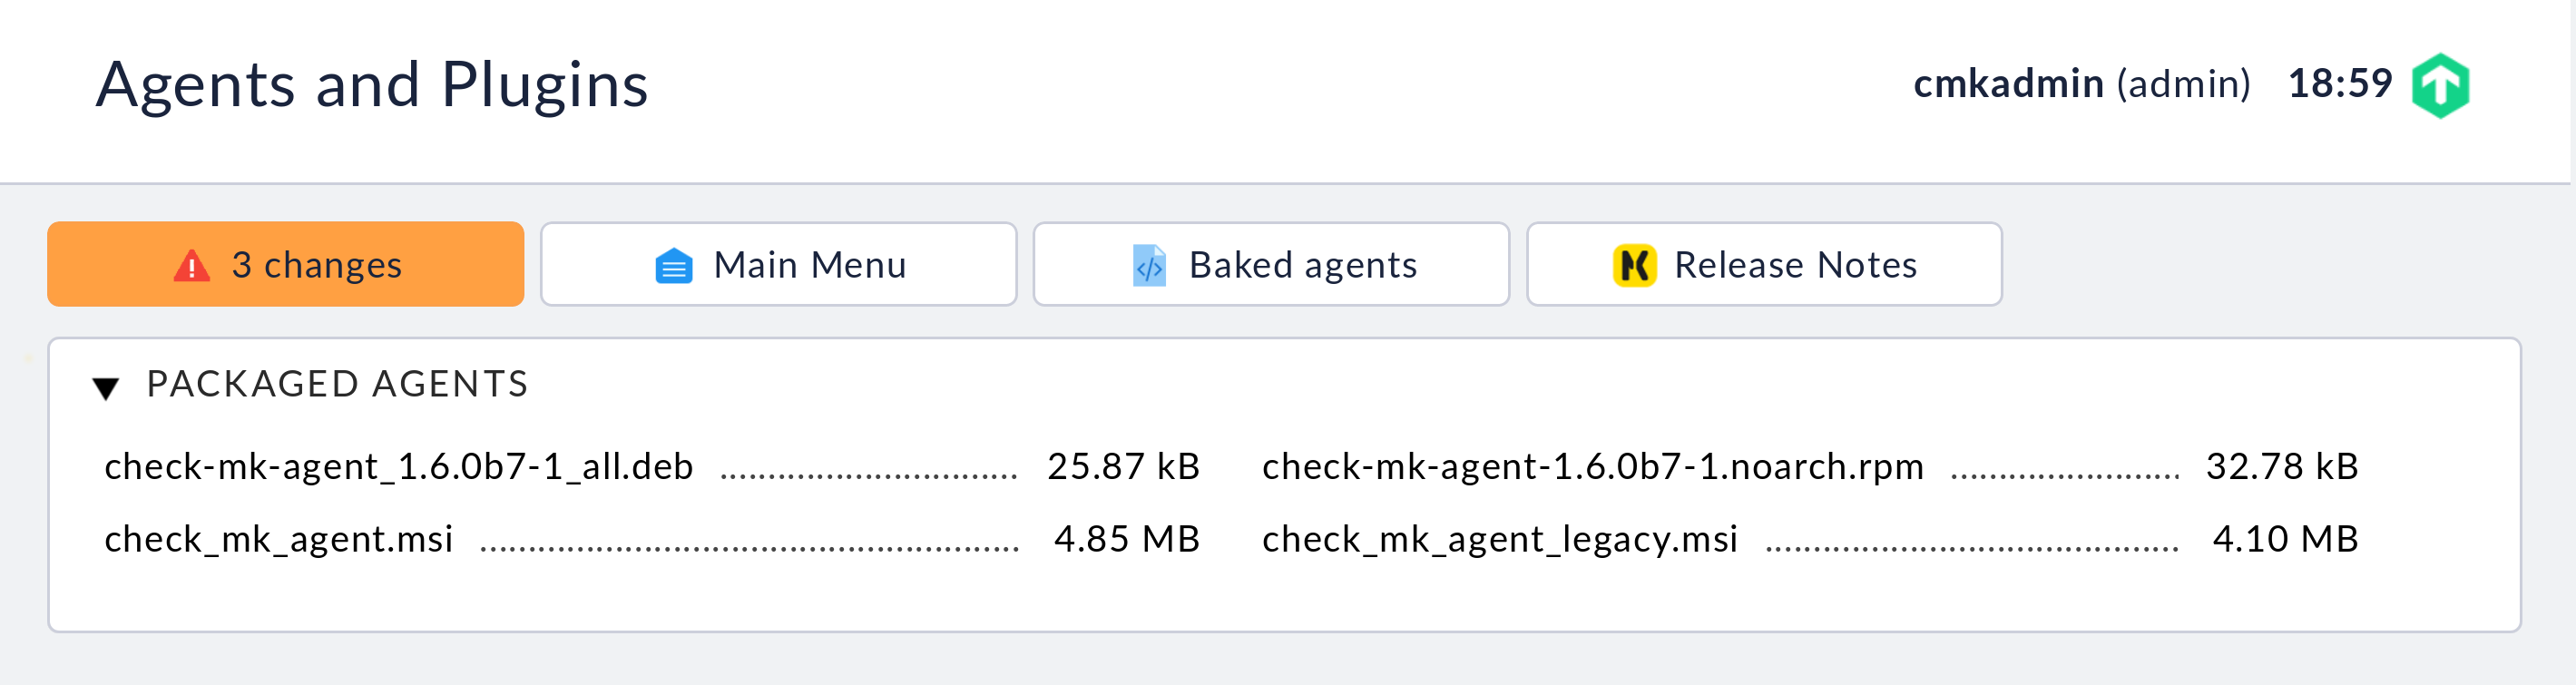 Agents and Plugins
cmkadmin (admin) 18:59
3 changes
Main Menu
Baked agents
Release Notes
PACKAGED AGENTS
check-mk-agent_1.6.0b7-1_all.deb ............................... 25.87 kB
check-mk-agent-1.6.0b7-1.noarch.rpm ........................ 32.78 kB
check_mk_agent.msi ........................................................ 4.85 MB
check_mk_agent_legacy.msi ........................................... 4.10 MB